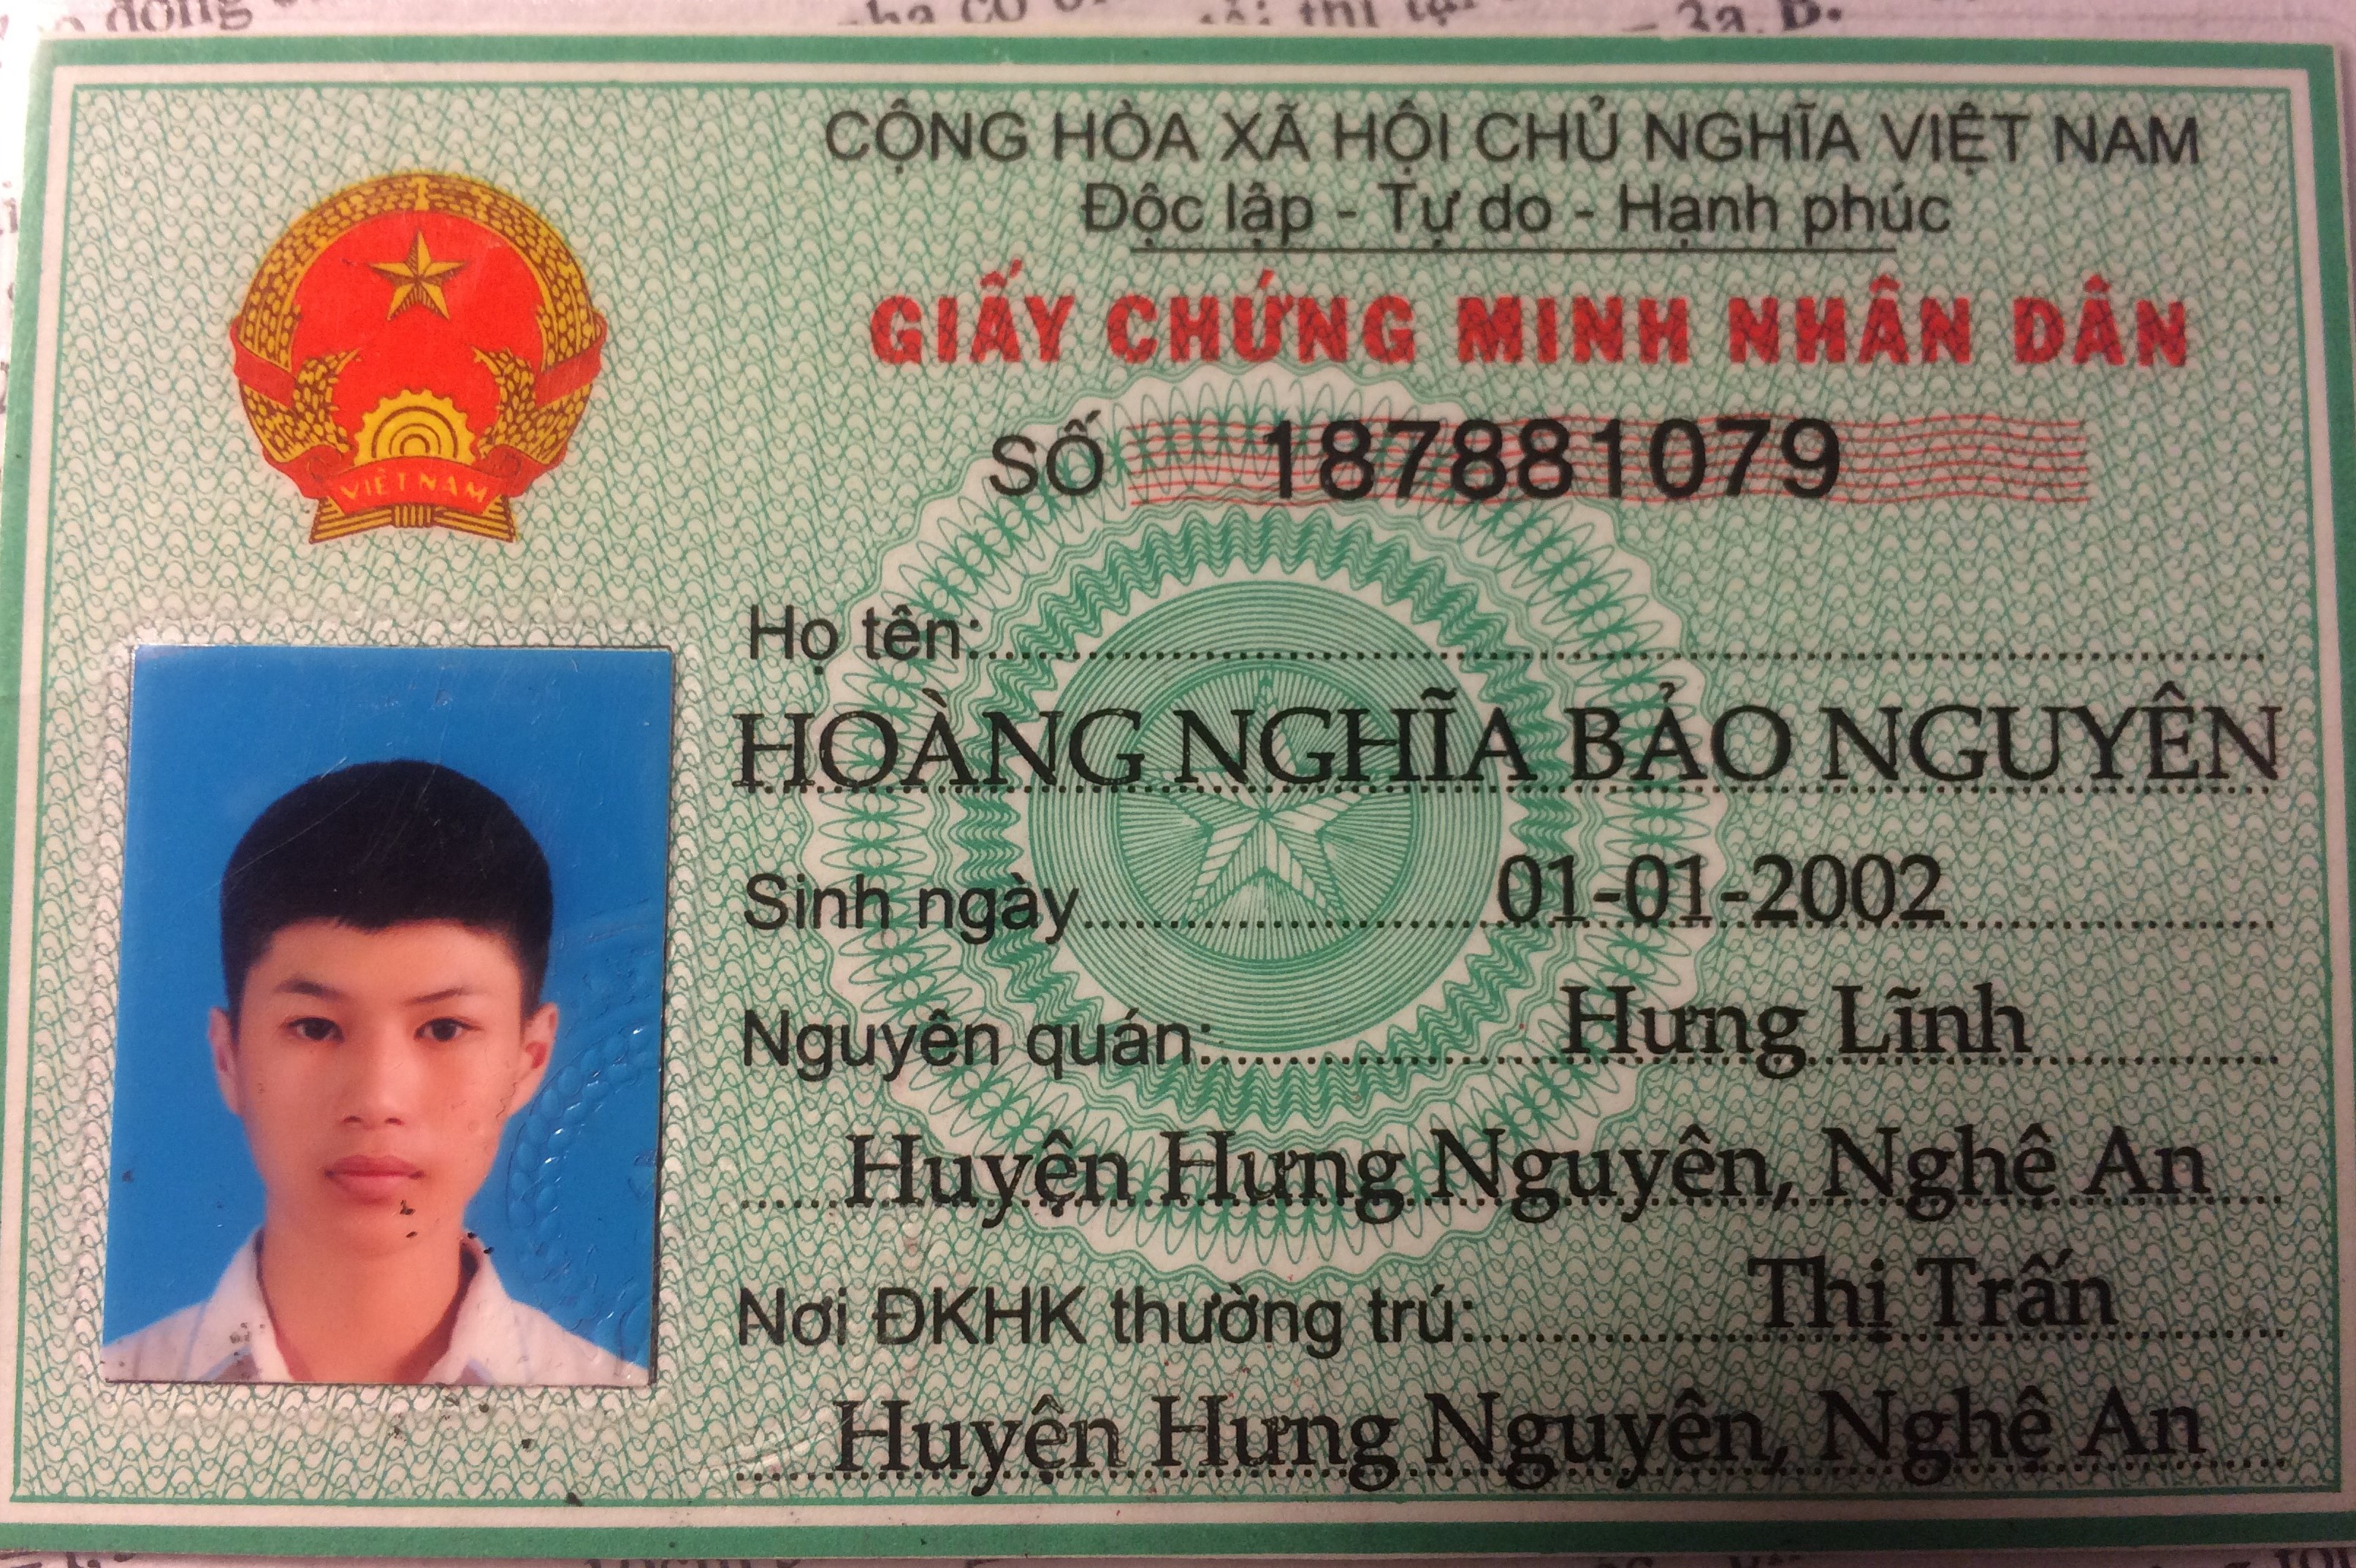 CỘNG HÒA XÃ HỘI CHỦ NGHĨA VIỆT NAM
Độc lập - Tự do - Hạnh phúc
GIẤY CHỨNG MINH NHÂN DÂN
SỐ 187881079
VIỆT NAM
Họ tên:
HOÀNG NGHĨA BẢO NGUYÊN
Sinh ngày 01-01-2002
Nguyên quán: Hưng Lĩnh
Huyện Hưng Nguyên, Nghệ An
Nơi ĐKHK thường trú: Thị Trấn
Huyện Hưng Nguyên, Nghệ An